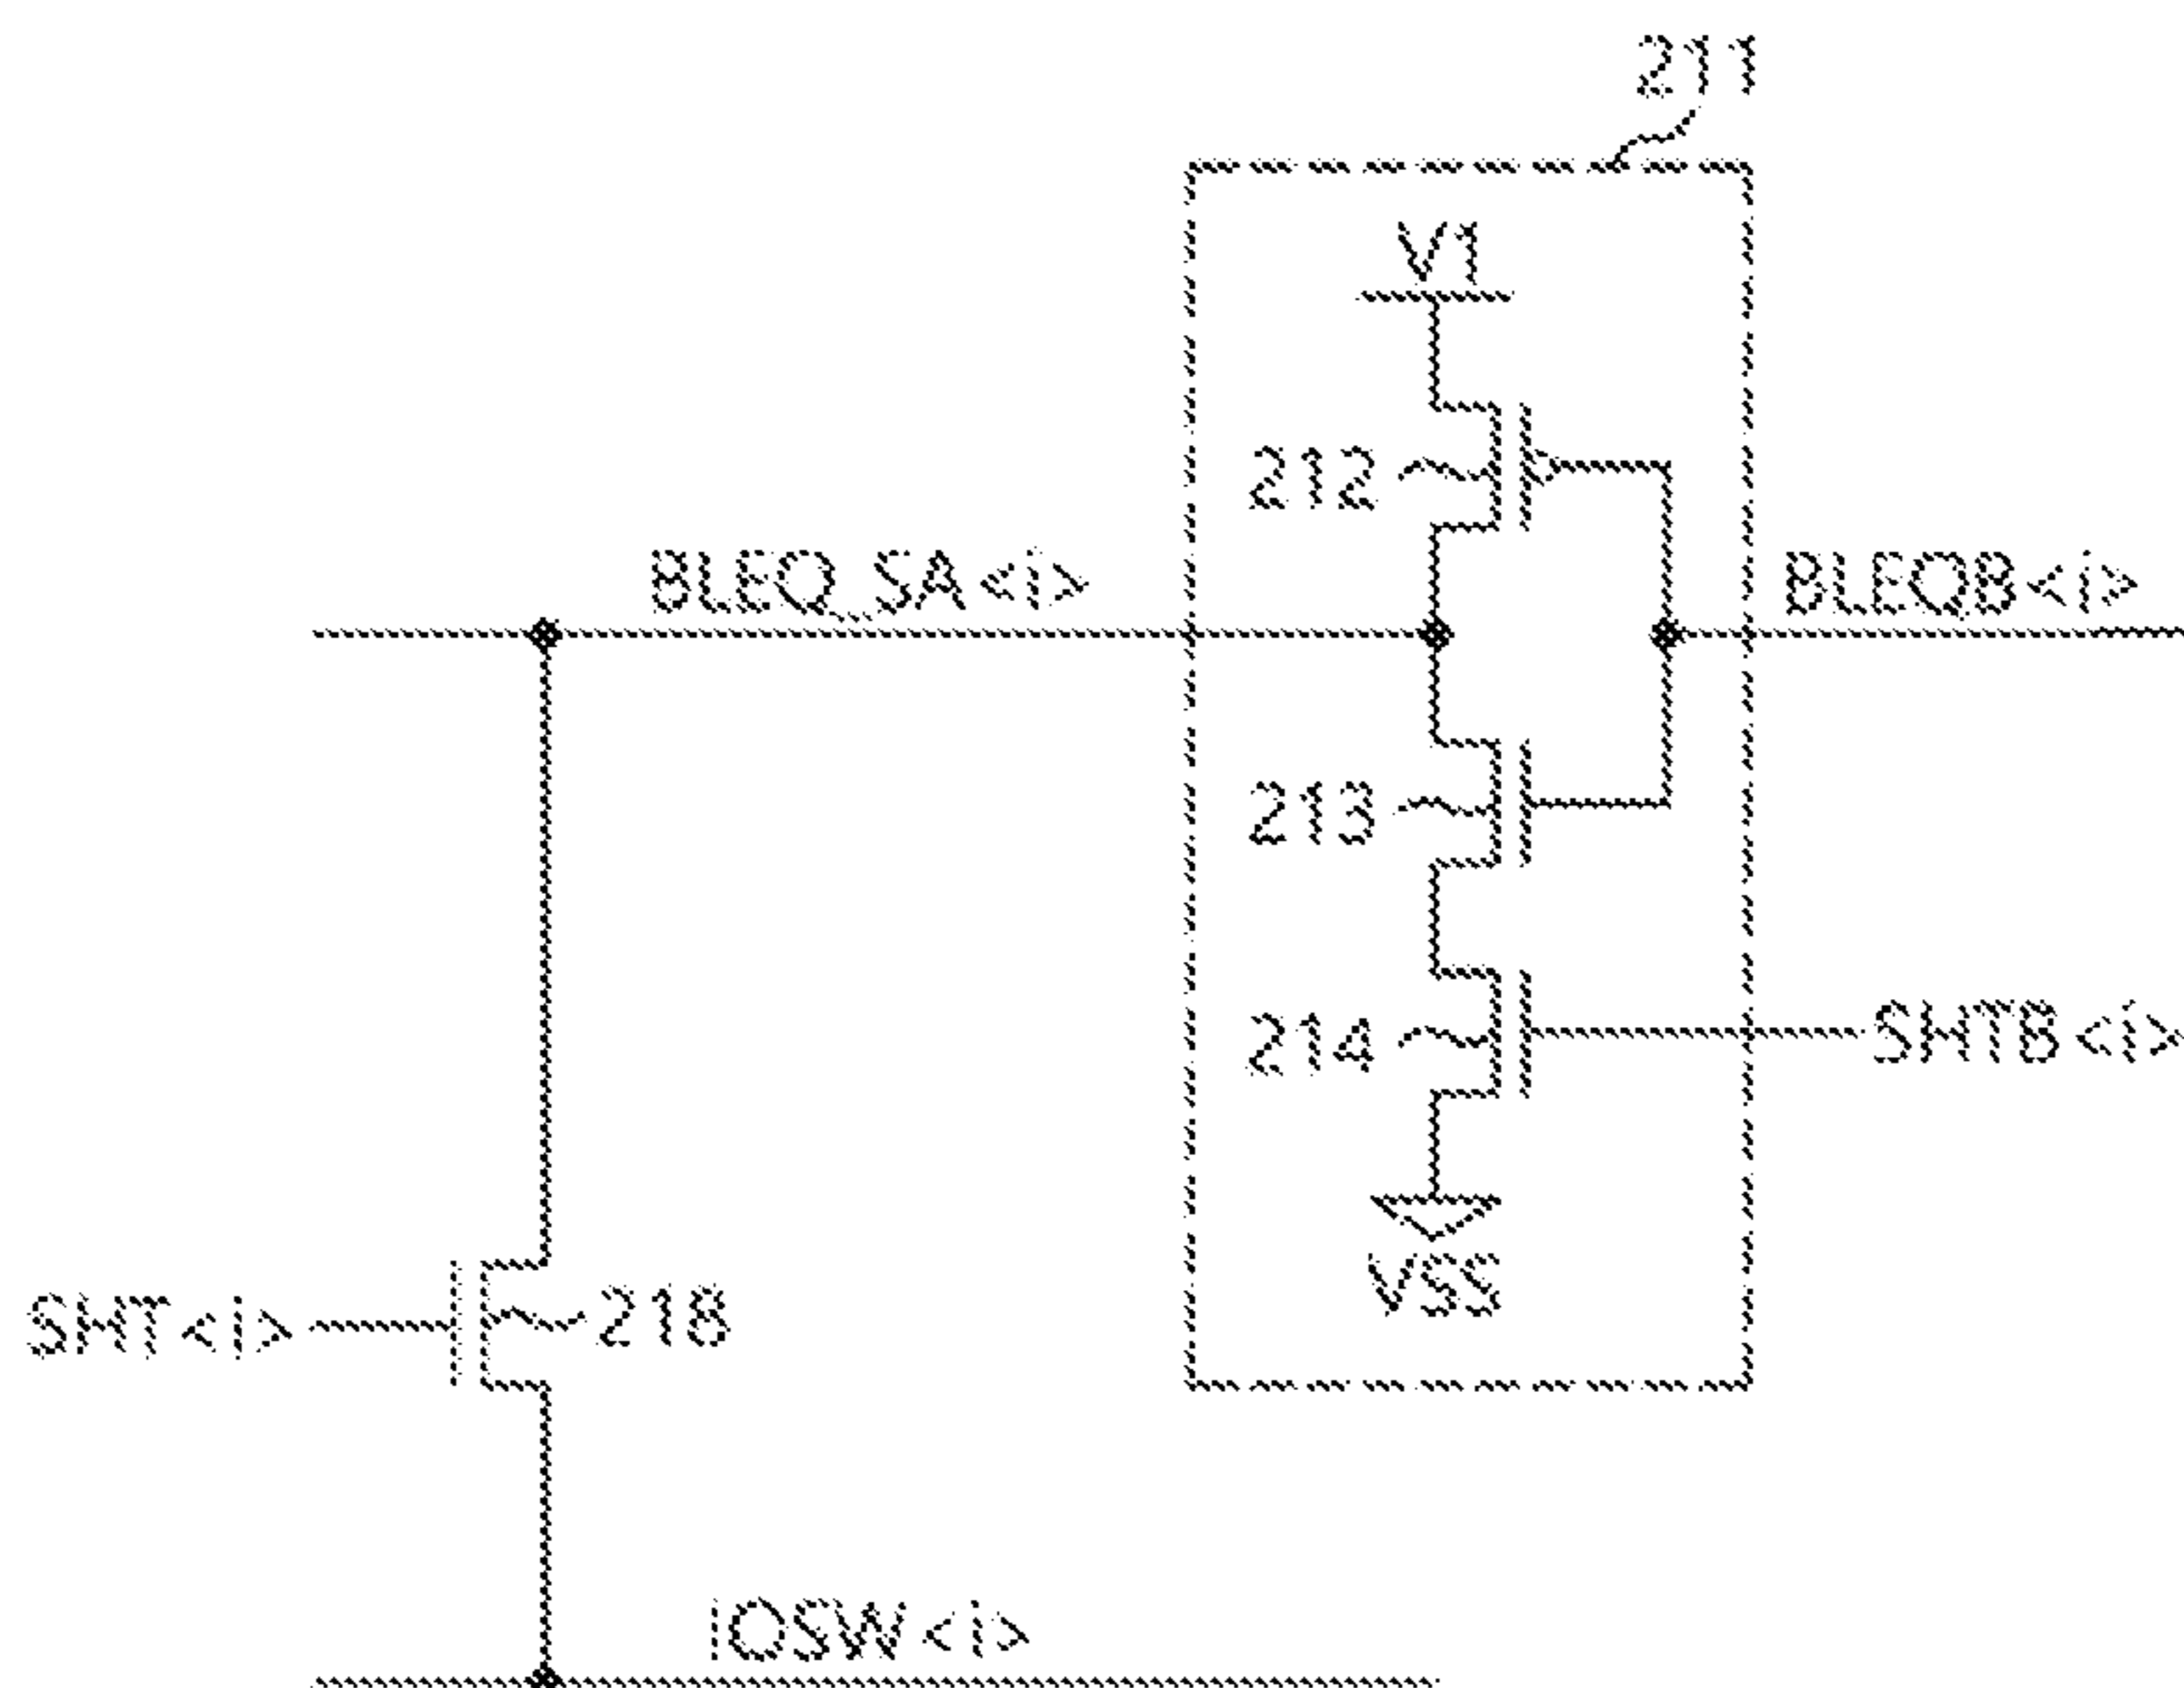 211
V1
212
BLEQ_SA<i>
BLEQB<i>
213
214
SHTB<i>
VSS
SHT<i>
218
IOSW<i>